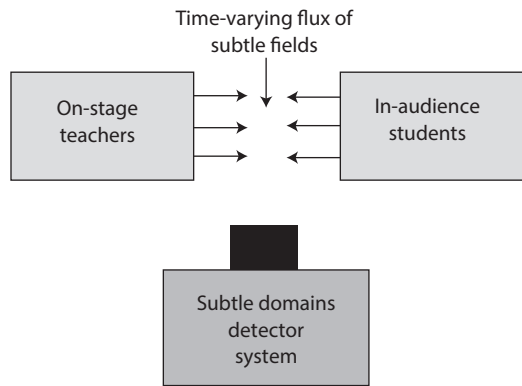 Time-varying flux of
subtle fields
On-stage
teachers
In-audience
students
Subtle domains
detector
system